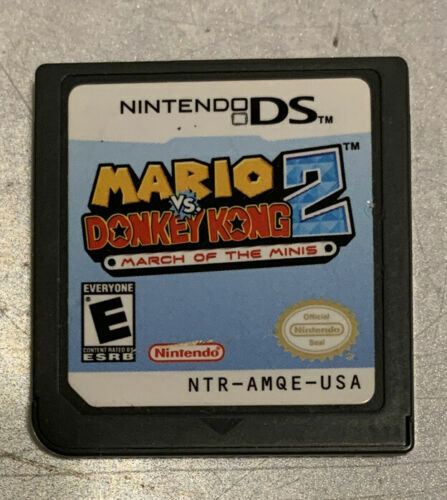 NINTENDO DS™
MARIO
VS.
DONKEY KONG 2™
MARCH OF THE MINIS
EVERYONE
E
CONTENT RATED BY
ESRB
Nintendo
Official
Nintendo
Seal
NTR-AMQE-USA